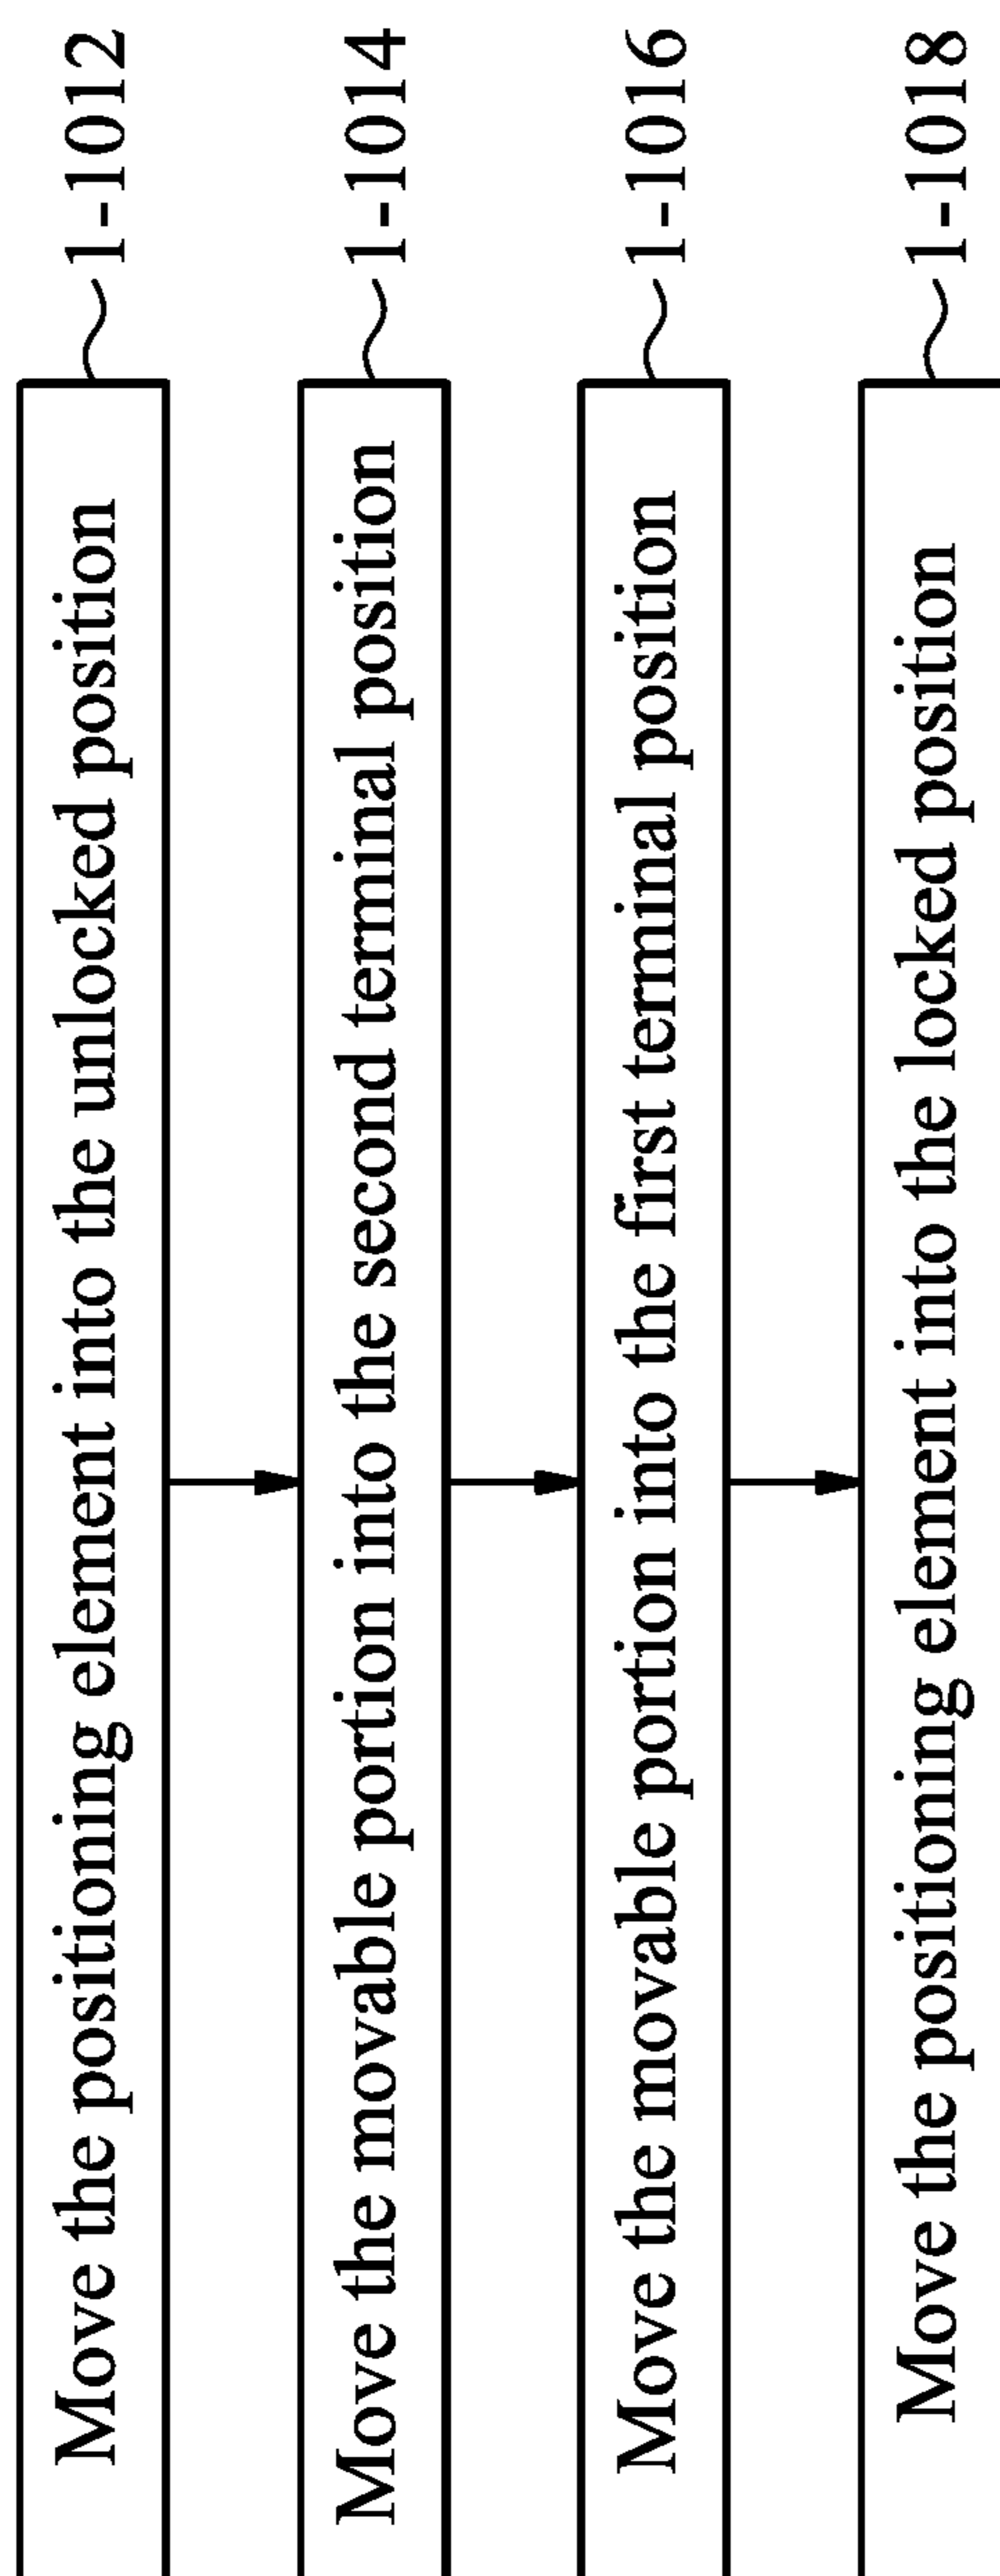 Move the positioning element into the unlocked position 1-1012
Move the movable portion into the second terminal position 1-1014
Move the movable portion into the first terminal position 1-1016
Move the positioning element into the locked position 1-1018